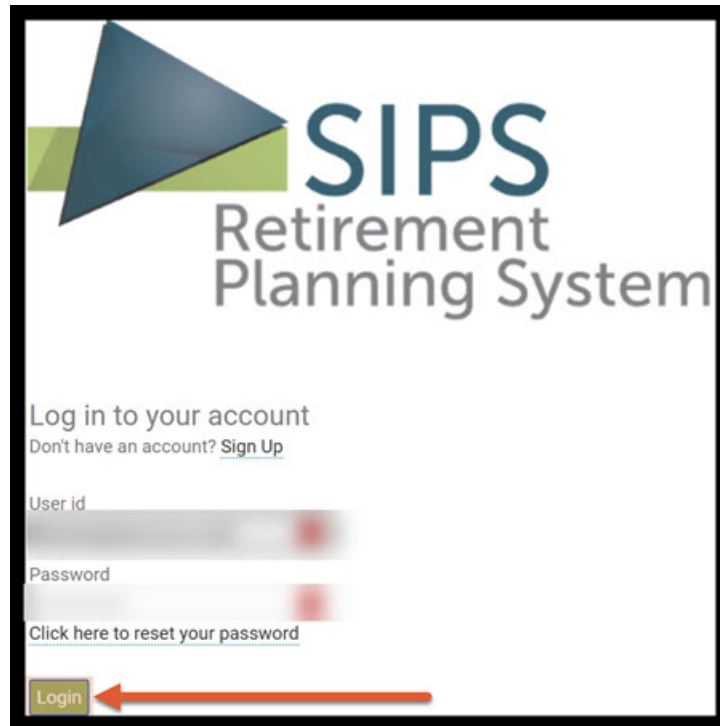 SIPS
Retirement
Planning System
Log in to your account
Don't have an account? Sign Up
User id
Password
Click here to reset your password
Login